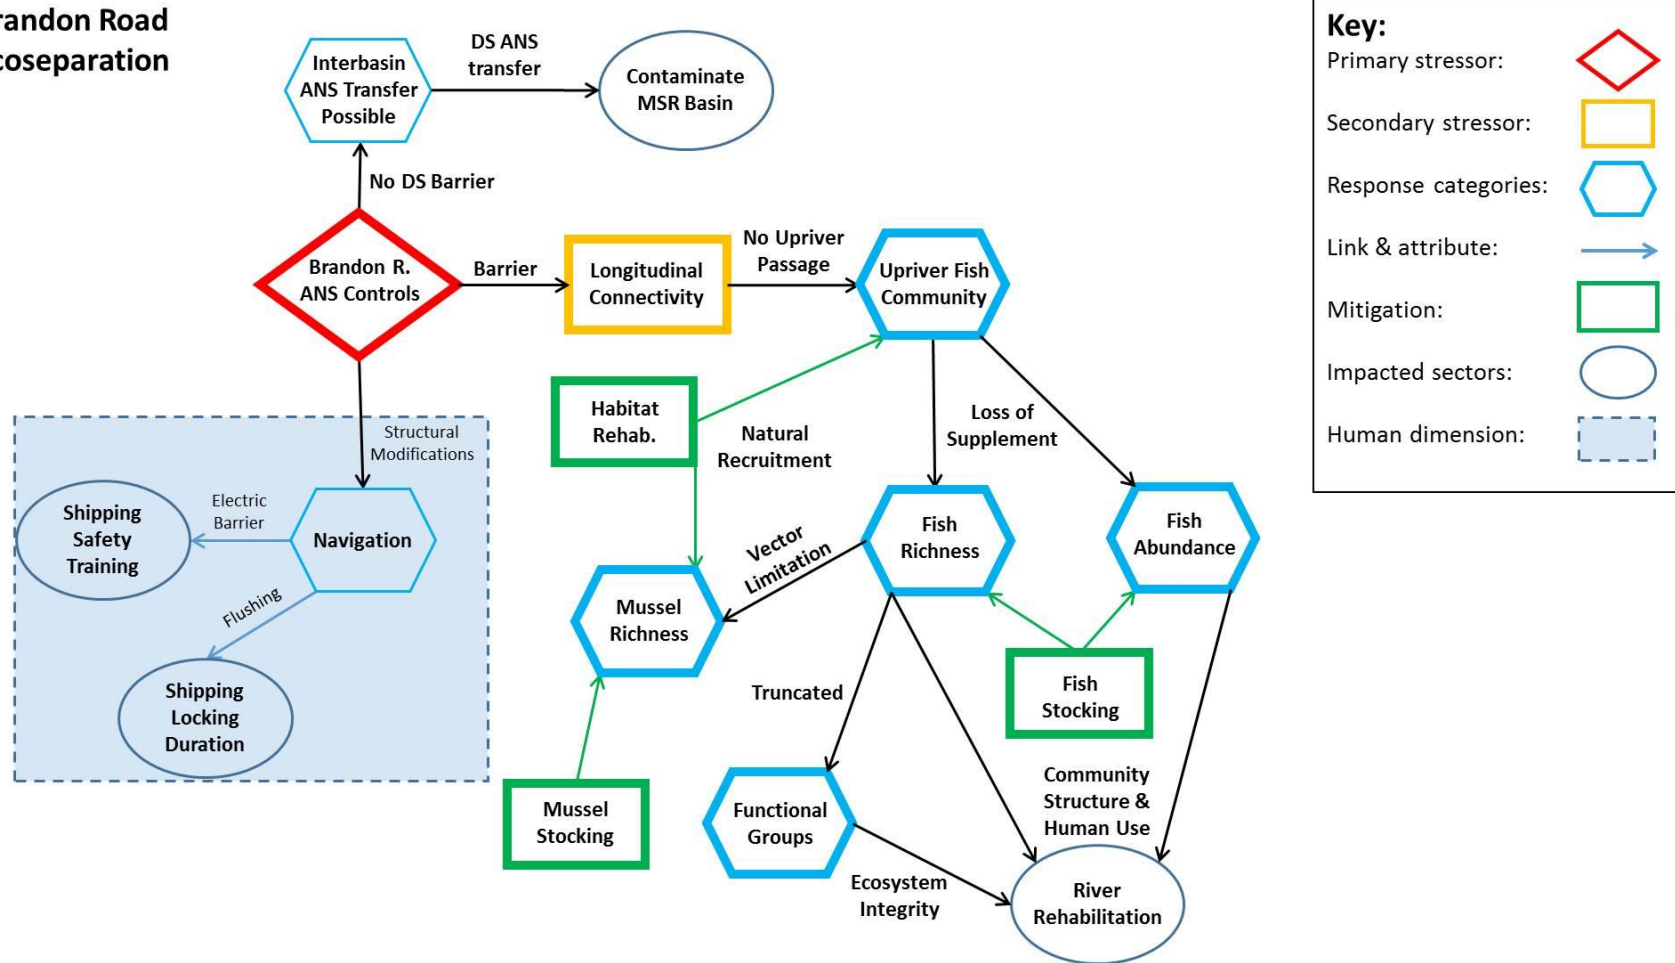 randon Road
coseparation
Interbasin
ANS Transfer
Possible
DS ANS
transfer
Contaminate
MSR Basin
No DS Barrier
Brandon R.
ANS Controls
Barrier
Longitudinal
Connectivity
No Upriver
Passage
Upriver Fish
Community
Habitat
Rehab.
Natural
Recruitment
Loss of
Supplement
Structural
Modifications
Shipping
Safety
Training
Electric
Barrier
Navigation
Flushing
Shipping
Locking
Duration
Vector
Limitation
Fish
Richness
Fish
Abundance
Mussel
Richness
Truncated
Fish
Stocking
Mussel
Stocking
Functional
Groups
Community
Structure &
Human Use
Ecosystem
Integrity
River
Rehabilitation
Key:
Primary stressor:
Secondary stressor:
Response categories:
Link & attribute:
Mitigation:
Impacted sectors:
Human dimension: